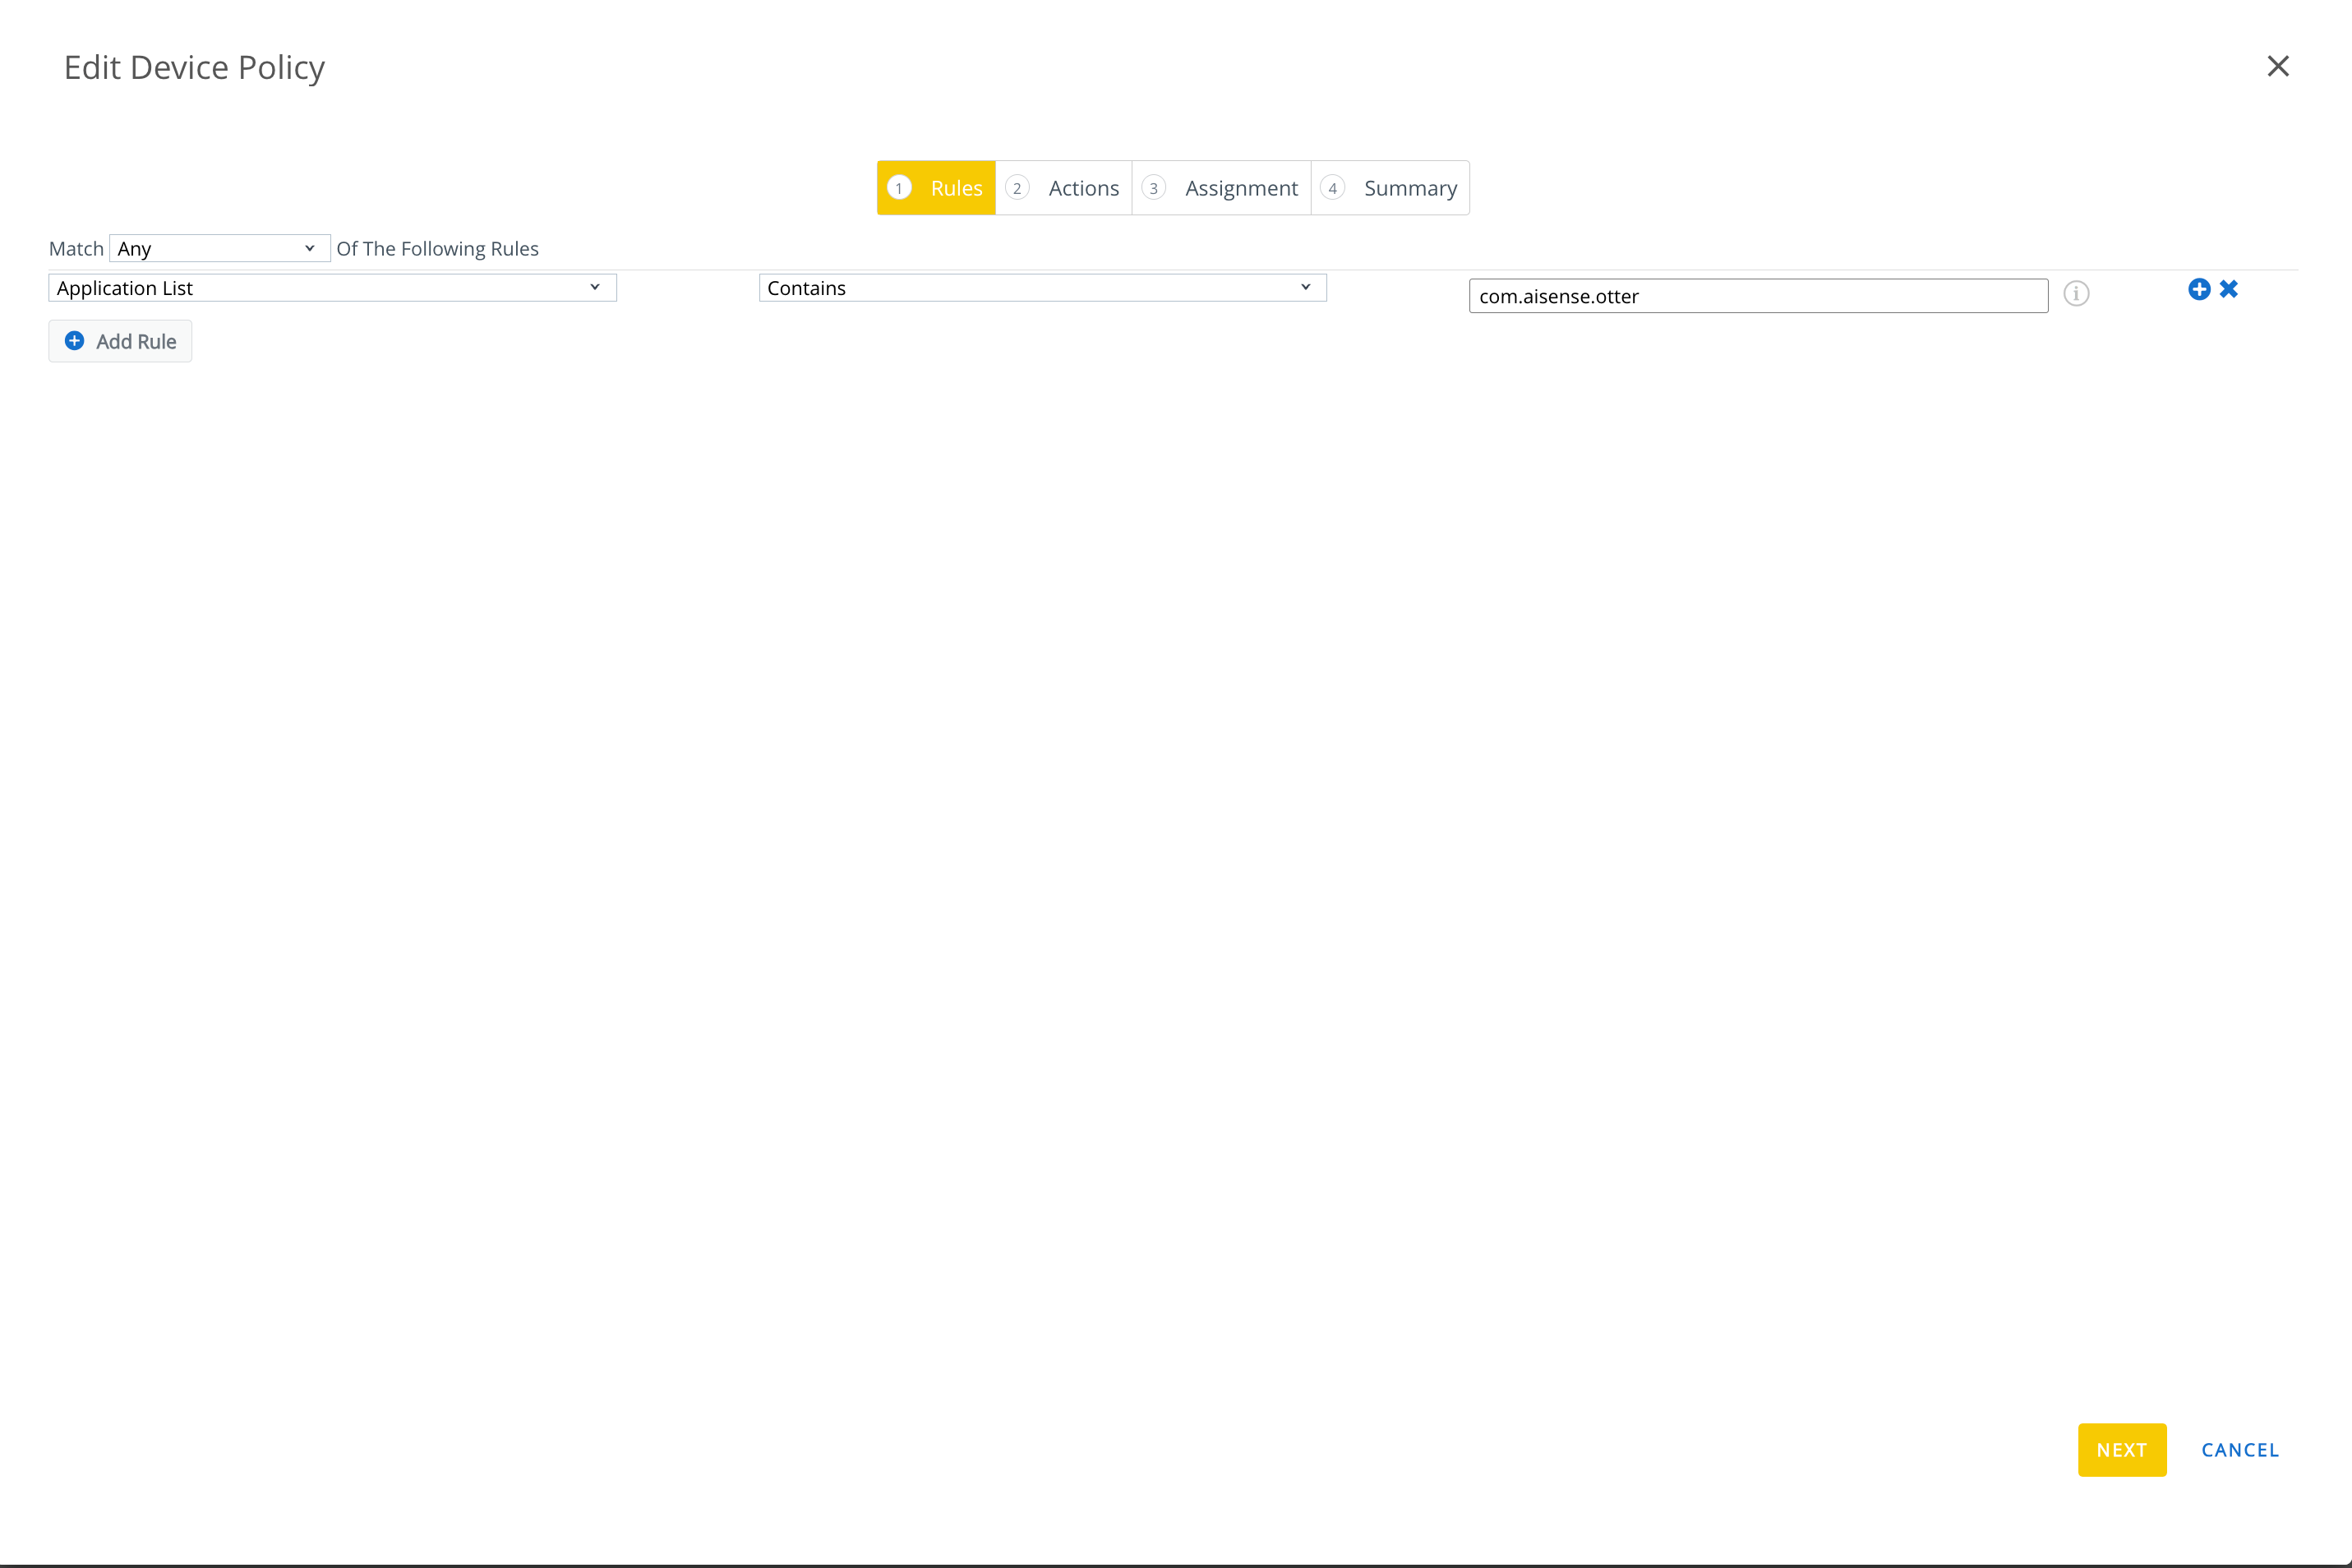 Edit Device Policy
1 Rules 2 Actions 3 Assignment 4 Summary
Match Any Of The Following Rules
Application List Contains com.aisense.otter
Add Rule
NEXT CANCEL